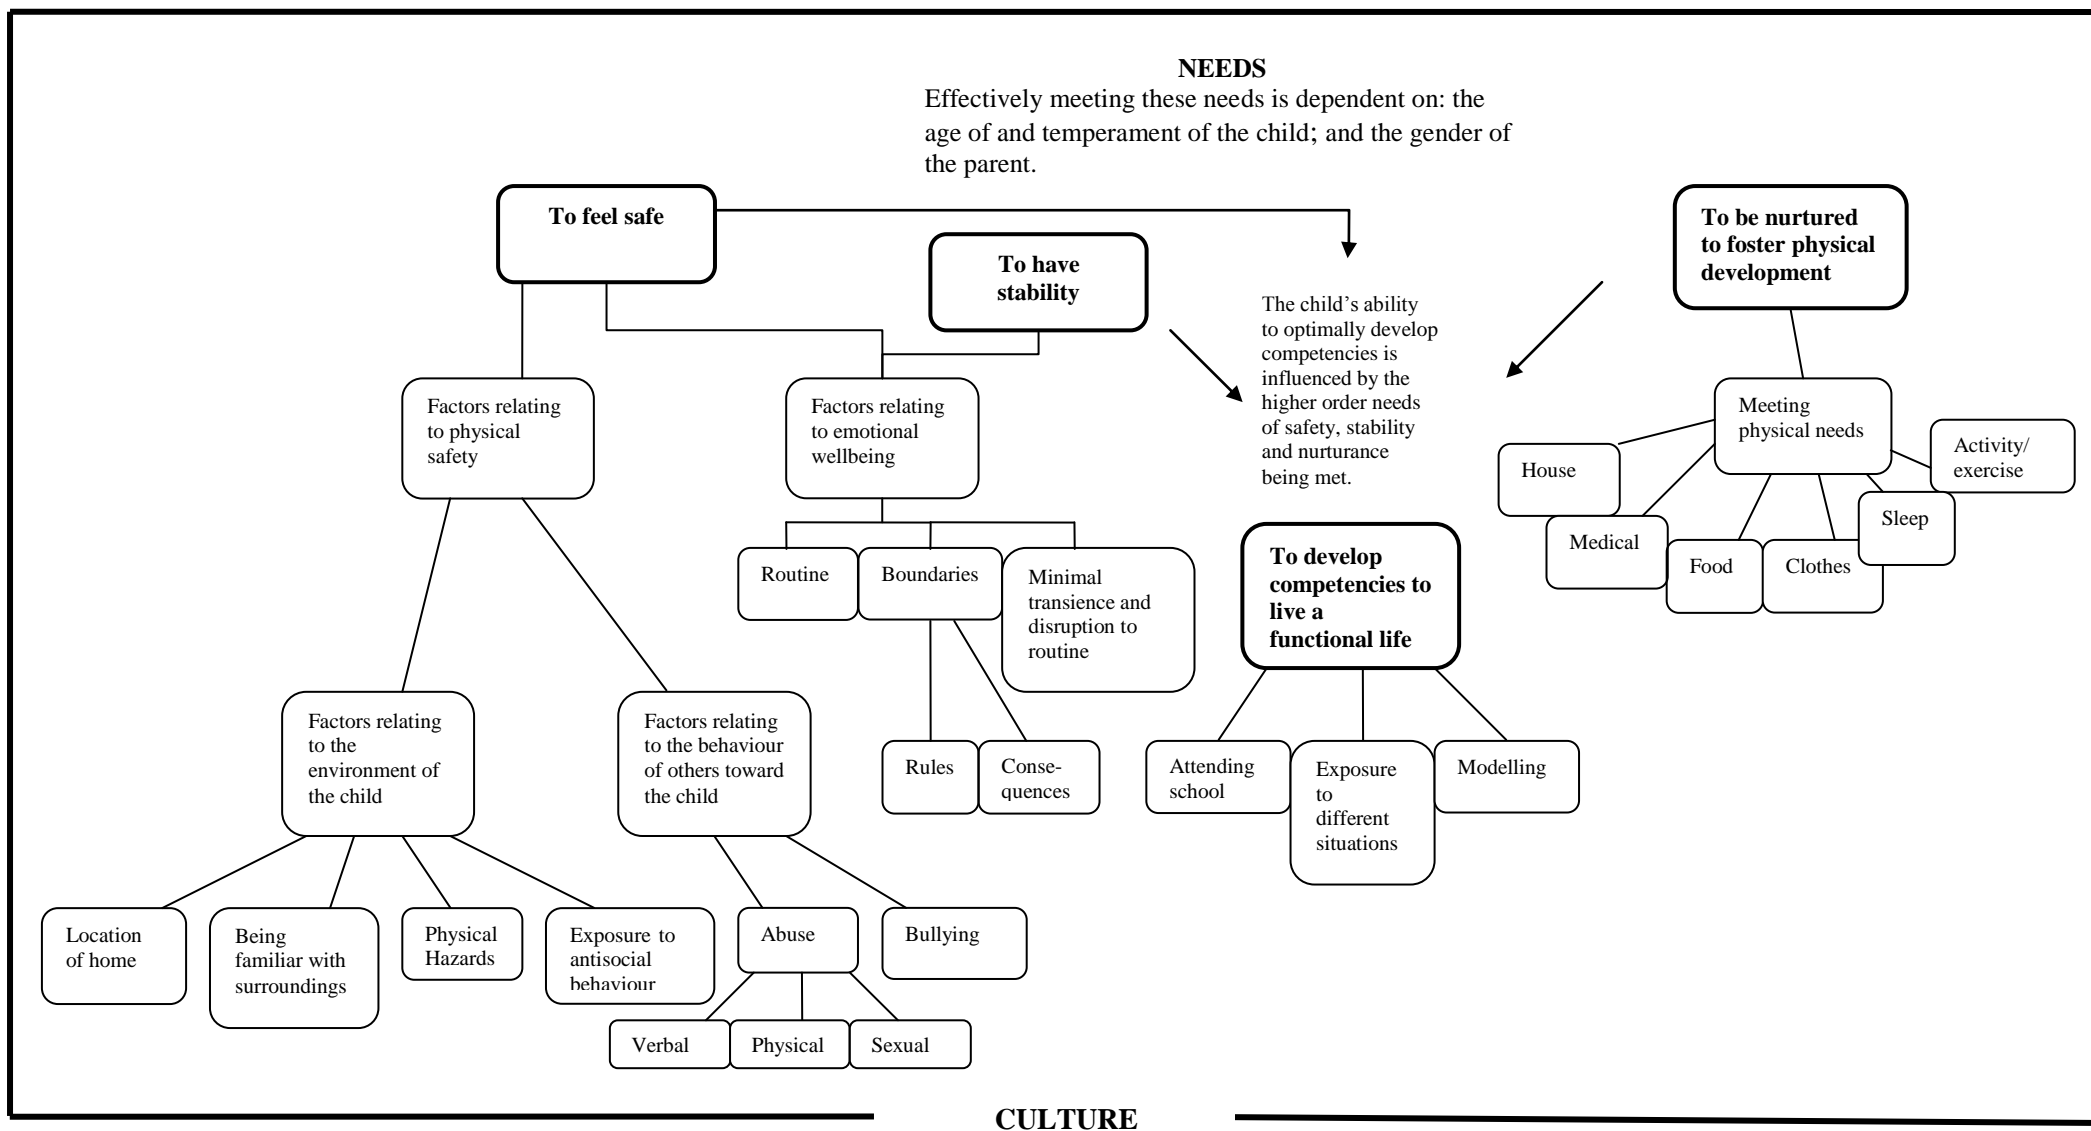 NEEDS
Effectively meeting these needs is dependent on: the
age of and temperament of the child; and the gender of
the parent.
To feel safe
To have
stability
To be nurtured
to foster physical
development
The child's ability
to optimally develop
competencies is
influenced by the
higher order needs
of safety, stability
and nurturance
being met.
Factors relating
to physical
safety
Factors relating
to emotional
wellbeing
Meeting
physical needs
House
Medical
Food
Clothes
Sleep
Activity/
exercise
Routine
Boundaries
Minimal
transience and
disruption to
routine
To develop
competencies to
live a
functional life
Factors relating
to the
environment of
the child
Factors relating
to the behaviour
of others toward
the child
Rules
Conse-
quences
Attending
school
Exposure
to
different
situations
Modelling
Location
of home
Being
familiar with
surroundings
Physical
Hazards
Exposure to
antisocial
behaviour
Abuse
Bullying
Verbal
Physical
Sexual
CULTURE